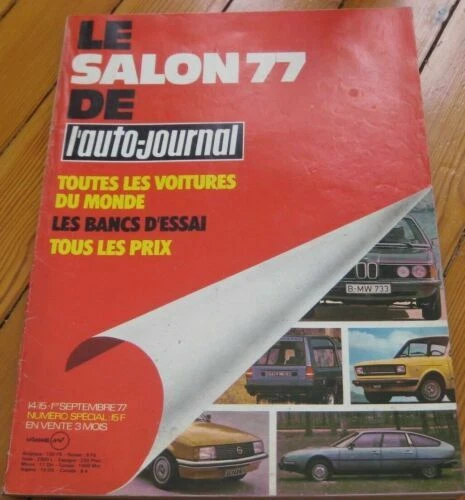 LE
SALON 77
DE
l'auto-journal
TOUTES LES VOITURES
DU MONDE
LES BANCS D'ESSAI
TOUS LES PRIX
B-MW 733
14/15 - 1er SEPTEMBRE 77
NUMÉRO SPÉCIAL : 15 F
EN VENTE 3 MOIS